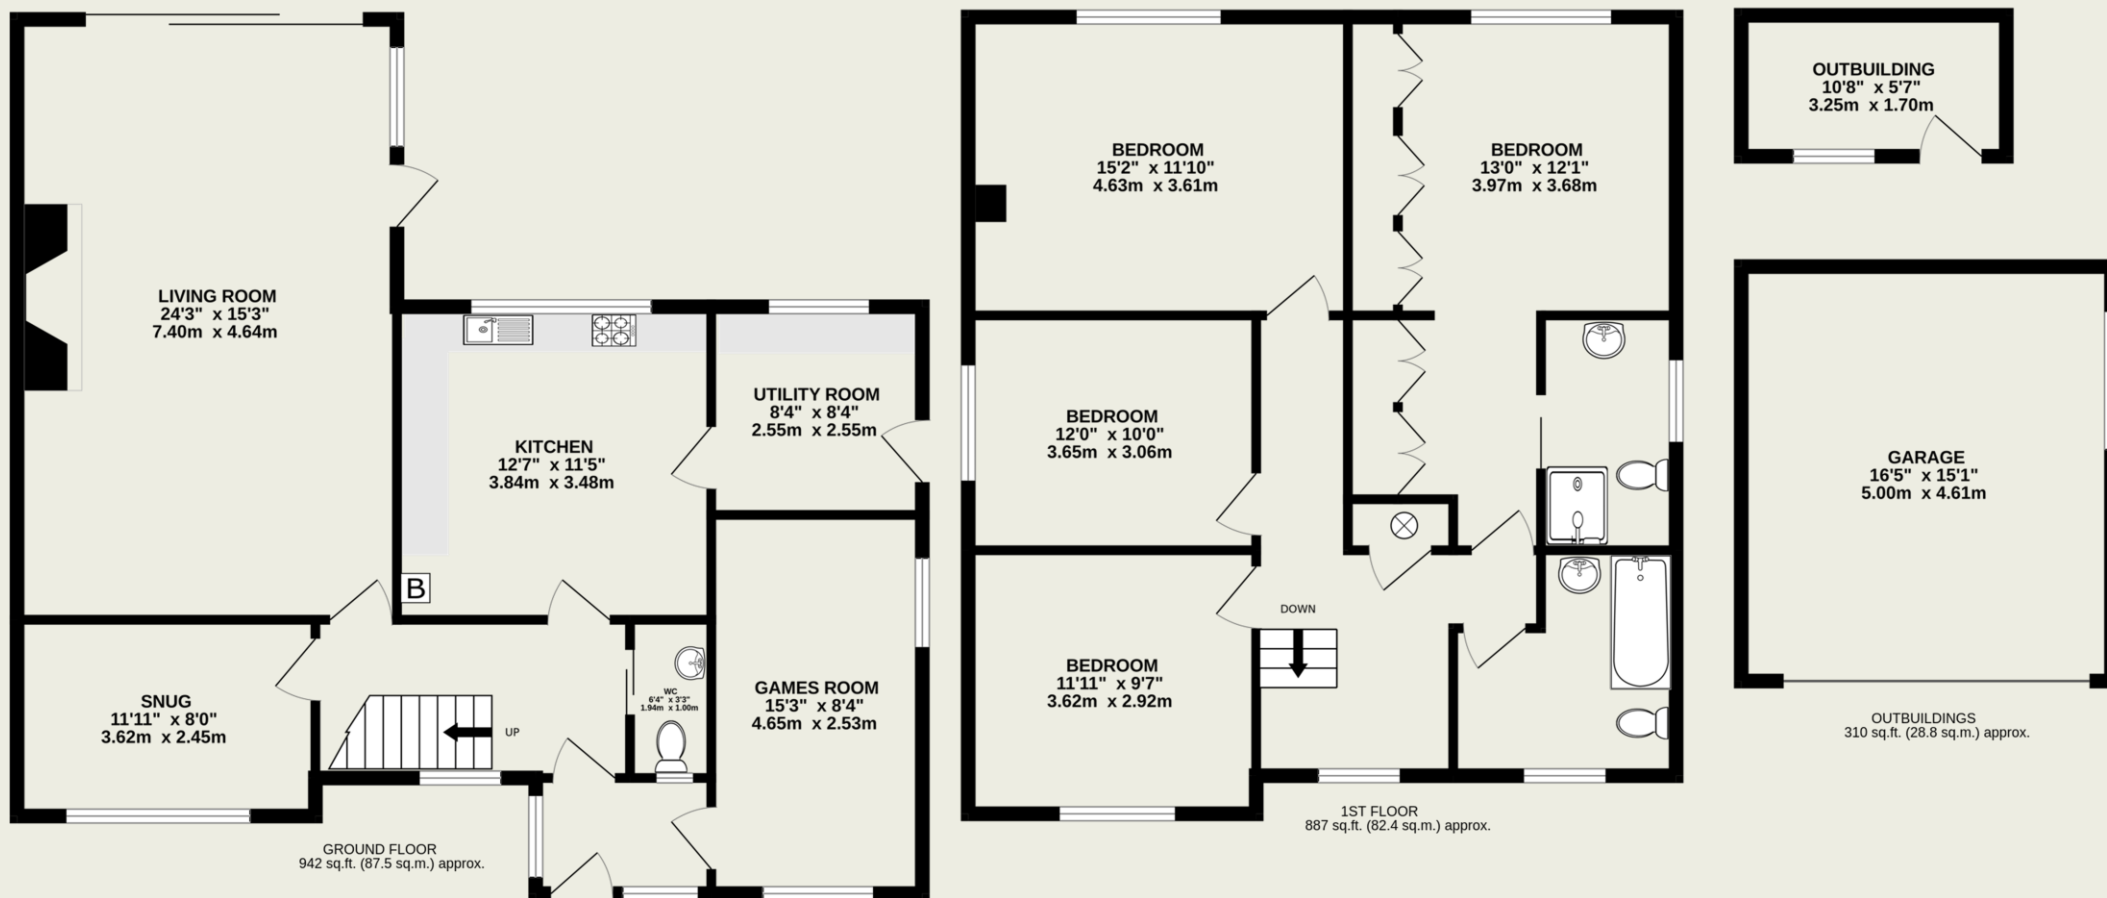 LIVING ROOM
24'3" x 15'3"
7.40m x 4.64m
KITCHEN
12'7" x 11'5"
3.84m x 3.48m
B
UTILITY ROOM
8'4" x 8'4"
2.55m x 2.55m
SNUG
11'11" x 8'0"
3.62m x 2.45m
UP
WC
6'4" x 3'3"
1.94m x 1.00m
GAMES ROOM
15'3" x 8'4"
4.65m x 2.53m
GROUND FLOOR
942 sq.ft. (87.5 sq.m.) approx.
BEDROOM
15'2" x 11'10"
4.63m x 3.61m
BEDROOM
13'0" x 12'1"
3.97m x 3.68m
BEDROOM
12'0" x 10'0"
3.65m x 3.06m
BEDROOM
11'11" x 9'7"
3.62m x 2.92m
DOWN
1ST FLOOR
887 sq.ft. (82.4 sq.m.) approx.
OUTBUILDING
10'8" x 5'7"
3.25m x 1.70m
GARAGE
16'5" x 15'1"
5.00m x 4.61m
OUTBUILDINGS
310 sq.ft. (28.8 sq.m.) approx.